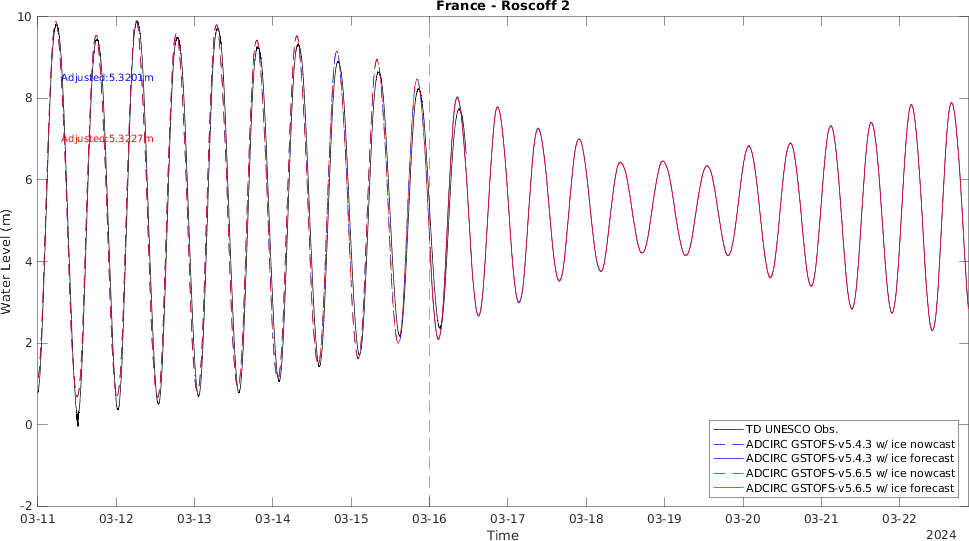 France - Roscoff 2
10
8
6
4
2
0
-2
Water Level (m)
Adjusted:5.3201m
Adjusted:5.3227m
TD UNESCO Obs.
ADCIRC GSTOFS-v5.4.3 w/ ice nowcast
ADCIRC GSTOFS-v5.4.3 w/ ice forecast
ADCIRC GSTOFS-v5.6.5 w/ ice nowcast
ADCIRC GSTOFS-v5.6.5 w/ ice forecast
03-11 03-12 03-13 03-14 03-15 03-16 03-17 03-18 03-19 03-20 03-21 03-22
Time
2024